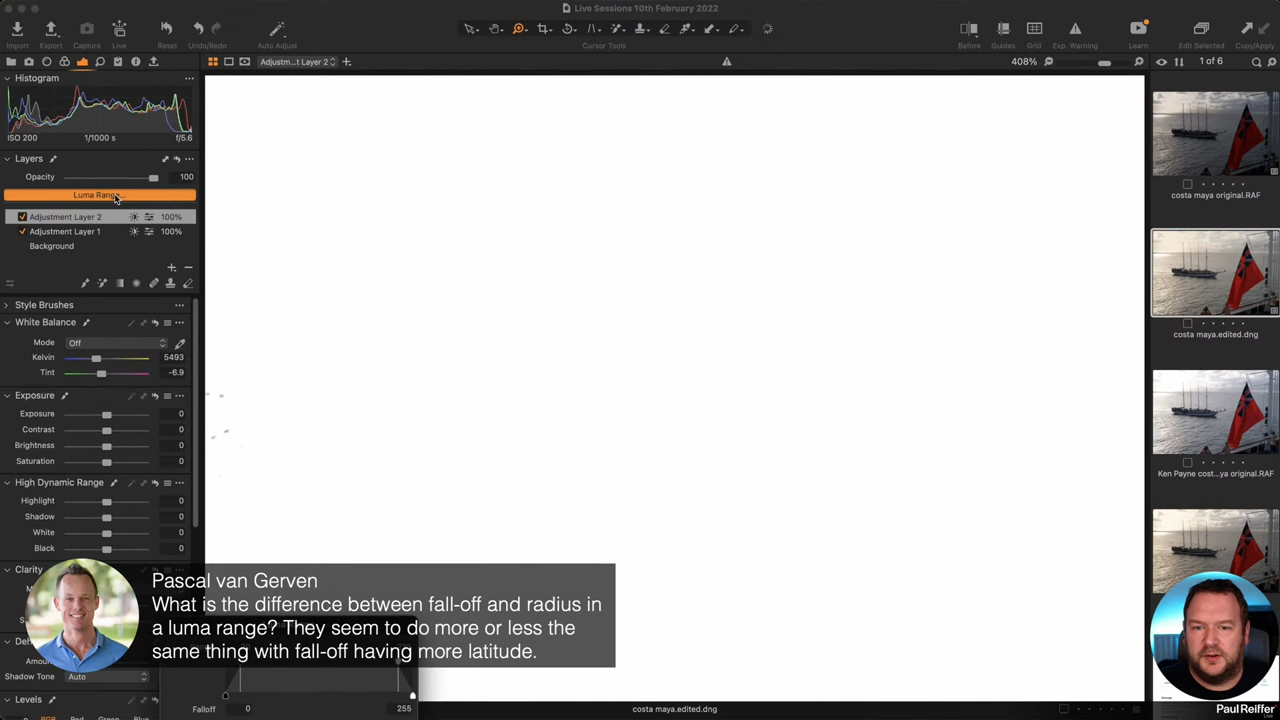 Live Sessions 10th February 2022
Import Export Capture Live Reset Undo/Redo Auto Adjust Cursor Tools Before Guides Grid Exp. Warning Learn Edit Selected Copy/Apply
Adjustm...t Layer 2
408%
1 of 6
Histogram
ISO 200 1/1000 s f/5.6
Layers
Opacity 100
Luma Range...
Adjustment Layer 2 100%
Adjustment Layer 1 100%
Background
Style Brushes
White Balance
Mode Off
Kelvin 5493
Tint -6.9
Exposure
Exposure 0
Contrast 0
Brightness 0
Saturation 0
High Dynamic Range
Highlight 0
Shadow 0
White 0
Black 0
Clarity
Shadow Tone Auto
Levels
RGB Red Green
Falloff 0 255
Pascal van Gerven
What is the difference between fall-off and radius in
a luma range? They seem to do more or less the
same thing with fall-off having more latitude.
costa maya.edited.dng
costa maya original.RAF
costa maya.edited.dng
Ken Payne cost...ya original.RAF
Paul Reiffer
Live